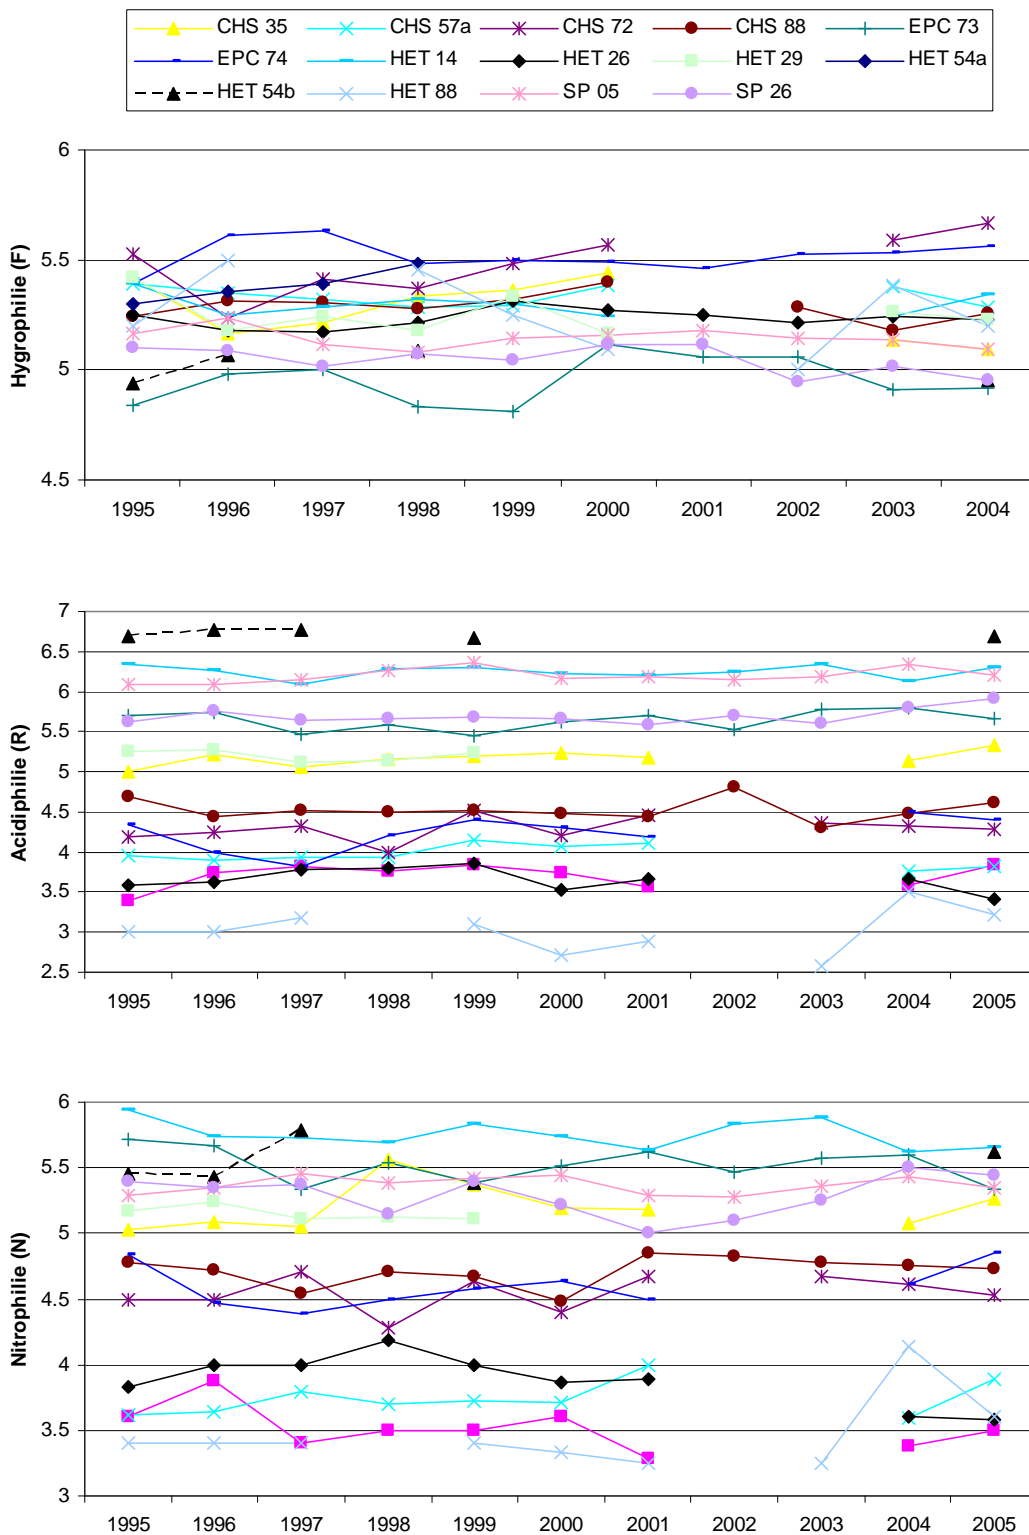 CHS 35 CHS 57a CHS 72 CHS 88 EPC 73
EPC 74 HET 14 HET 26 HET 29 HET 54a
HET 54b HET 88 SP 05 SP 26
Hygrophilie (F)
6
5.5
5
4.5
1995 1996 1997 1998 1999 2000 2001 2002 2003 2004
Acidiphilie (R)
7
6.5
6
5.5
5
4.5
4
3.5
3
2.5
1995 1996 1997 1998 1999 2000 2001 2002 2003 2004 2005
Nitrophilie (N)
6
5.5
5
4.5
4
3.5
3
1995 1996 1997 1998 1999 2000 2001 2002 2003 2004 2005